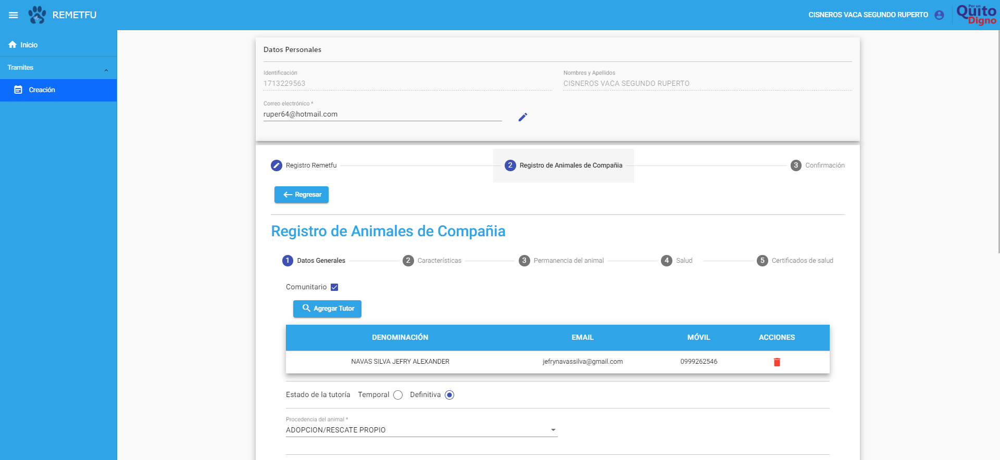 REMETFU
CISNEROS VACA SEGUNDO RUPERTO
Por un
Quito
Digno
Inicio
Tramites
Creación
Datos Personales
Identificación
1713229563
Nombres y Apellidos
CISNEROS VACA SEGUNDO RUPERTO
Correo electrónico *
ruper64@hotmail.com
Registro Remetfu
2 Registro de Animales de Compañia
3 Confirmación
Regresar
Registro de Animales de Compañia
1 Datos Generales
2 Características
3 Permanencia del animal
4 Salud
5 Certificados de salud
Comunitario
Agregar Tutor
DENOMINACIÓN EMAIL MÓVIL ACCIONES
NAVAS SILVA JEFRY ALEXANDER jefrynavassilva@gmail.com 0999262546
Estado de la tutoría Temporal Definitiva
Procedencia del animal *
ADOPCION/RESCATE PROPIO